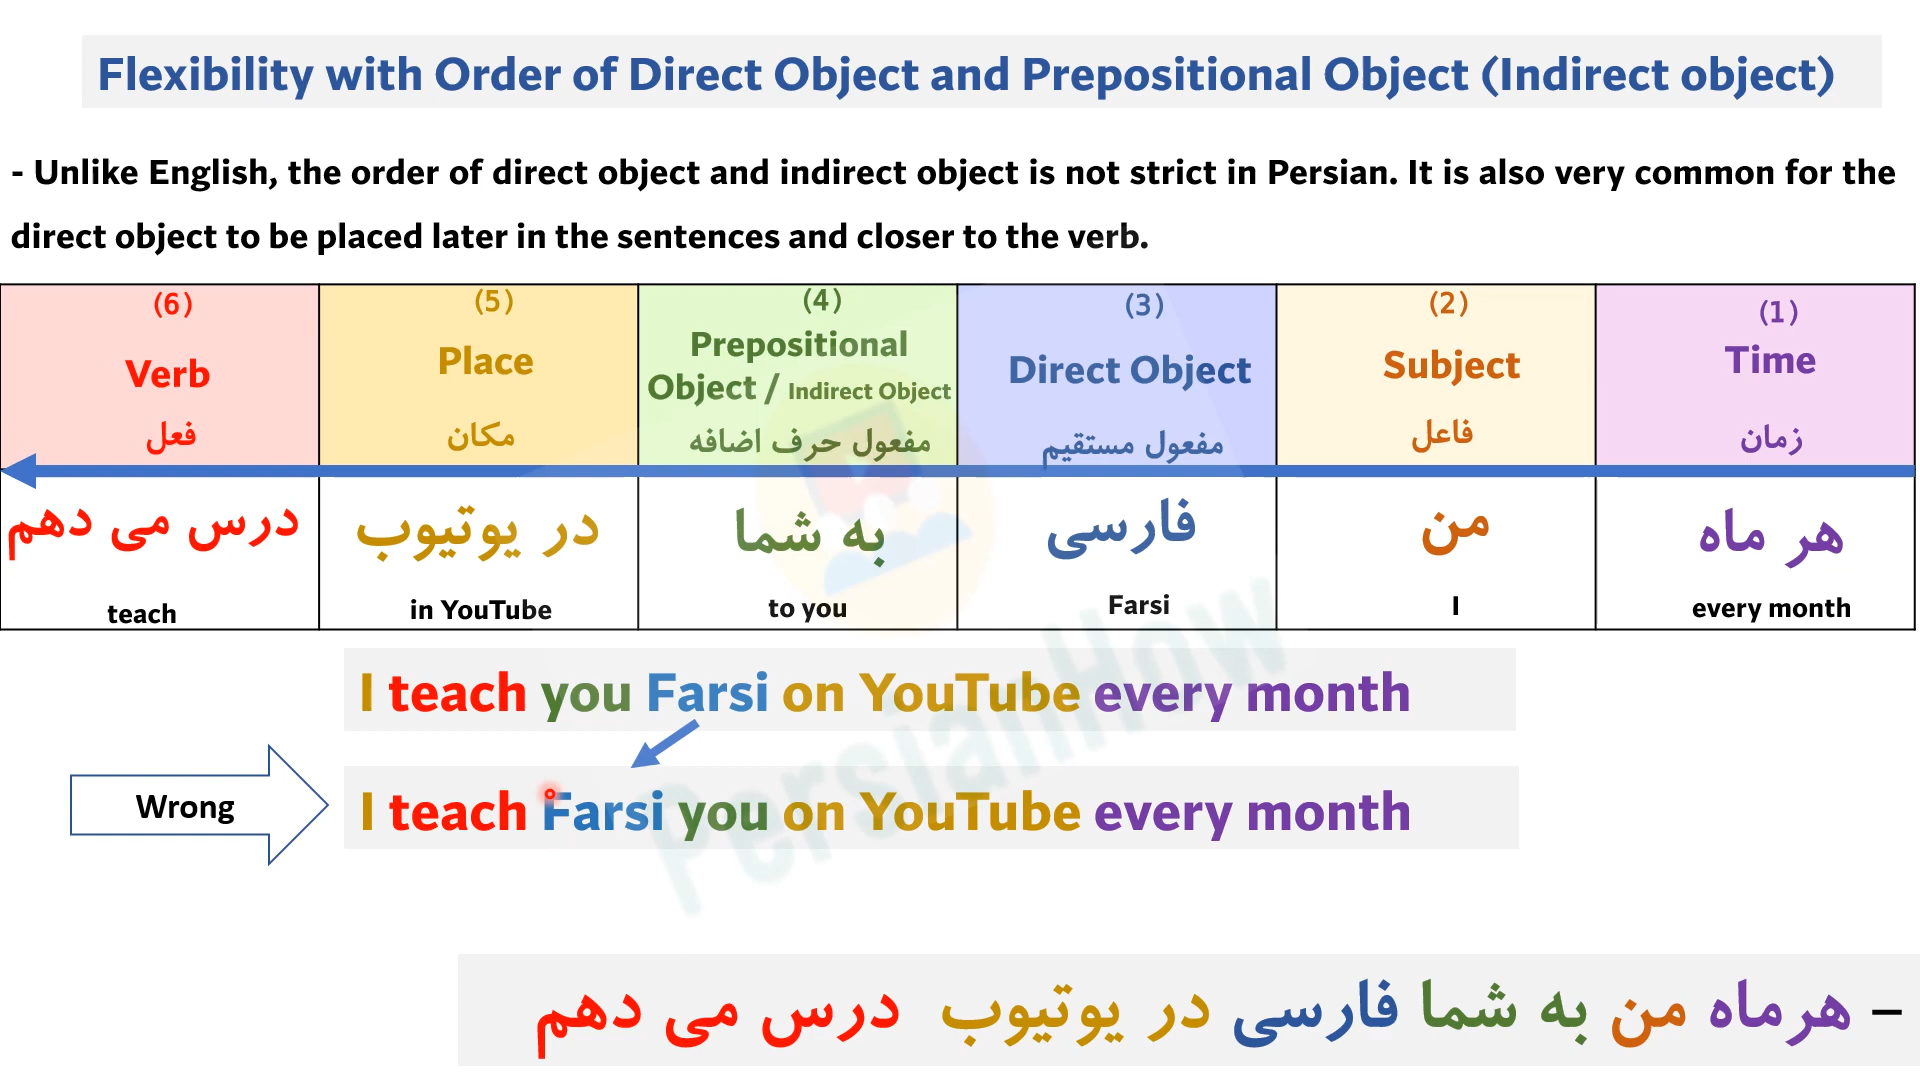 Flexibility with Order of Direct Object and Prepositional Object (Indirect object)
- Unlike English, the order of direct object and indirect object is not strict in Persian. It is also very common for the
direct object to be placed later in the sentences and closer to the verb.
(1)
Time
زمان
(2)
Subject
فاعل
(3)
Direct Object
مفعول مستقیم
(4)
Prepositional
Object / Indirect Object
مفعول حرف اضافه
(5)
Place
مکان
(6)
Verb
فعل
هر ماه
every month
من
I
فارسی
Farsi
به شما
to you
در یوتیوب
in YouTube
درس می دهم
teach
I teach you Farsi on YouTube every month
Wrong
I teach Farsi you on YouTube every month
– هرماه من به شما فارسی در یوتیوب درس می دهم
PersianHow